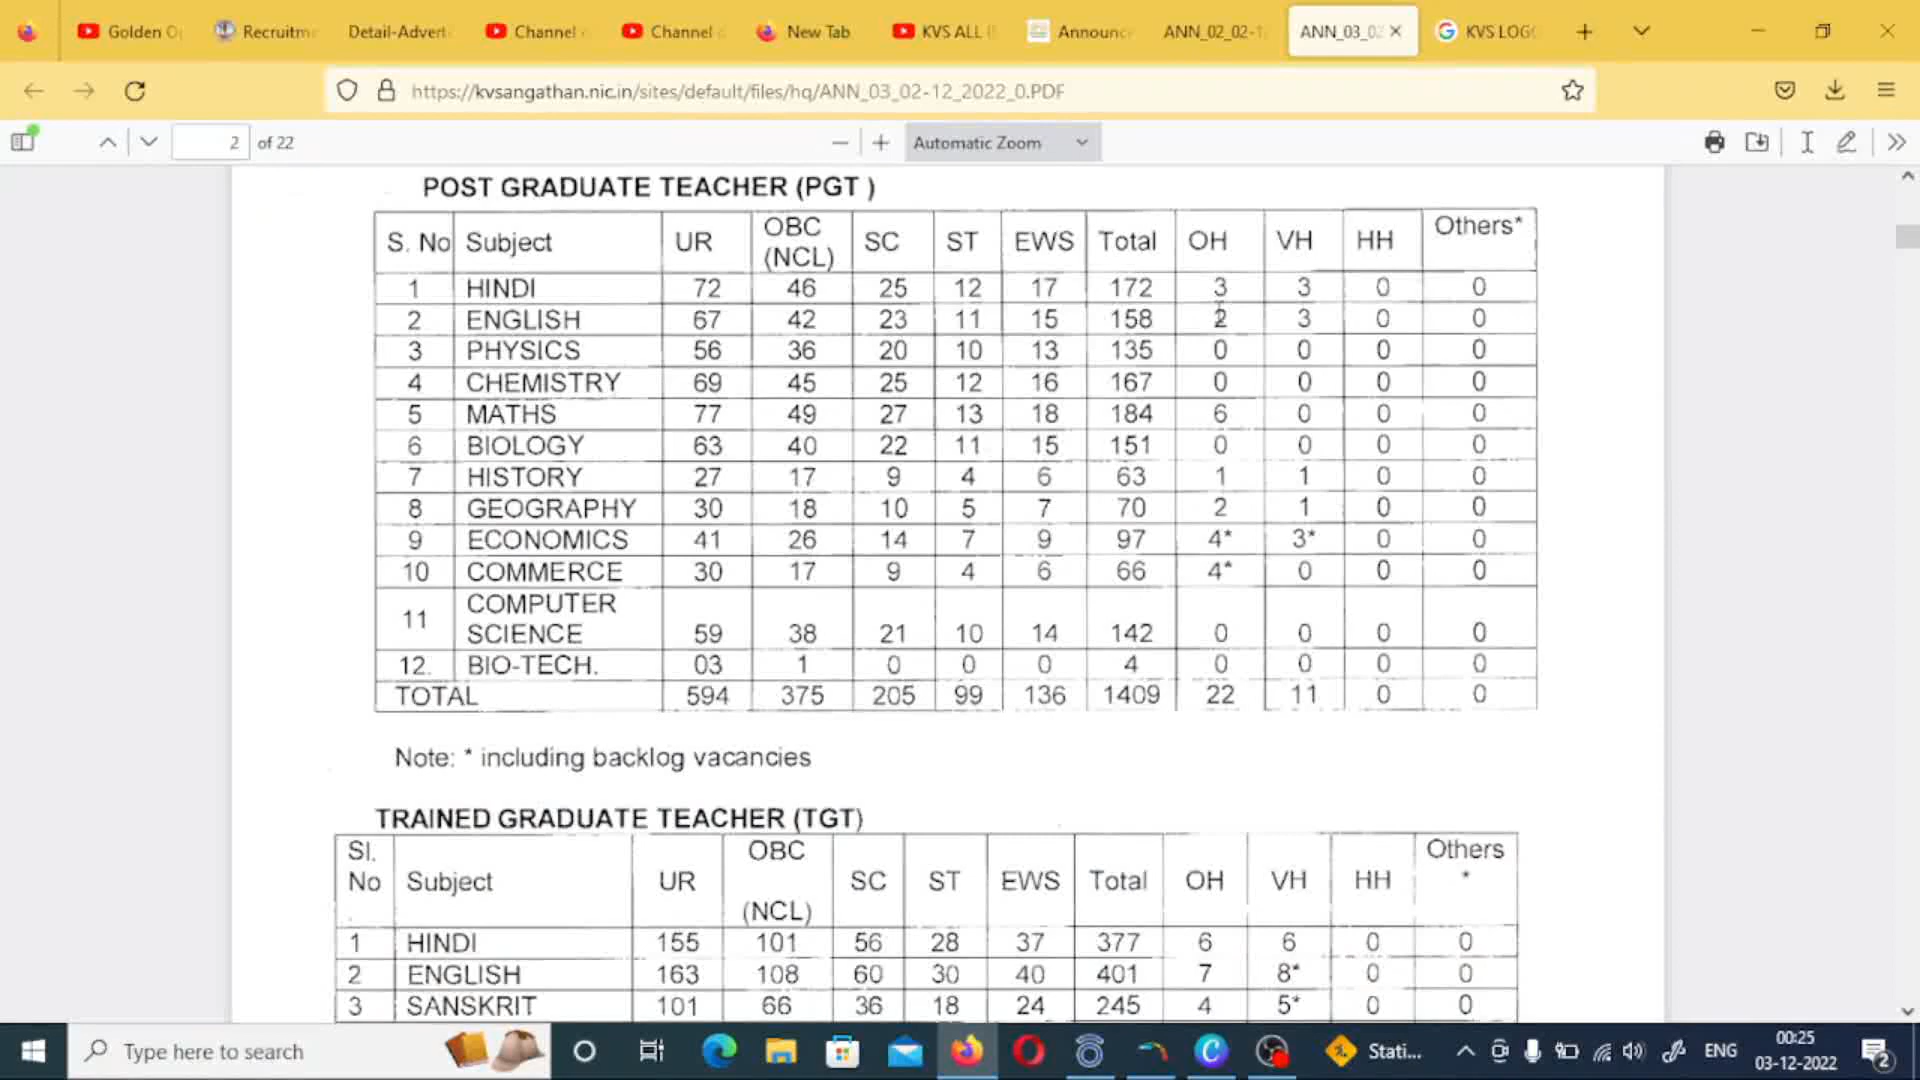 Golden O
Recruitm
Detail-Advert
Channel
Channel
New Tab
KVS ALL
Announc
ANN_02_02-1
ANN_03_02
KVS LOG
https://kvsangathan.nic.in/sites/default/files/hq/ANN_03_02-12_2022_0.PDF
2 of 22
Automatic Zoom
POST GRADUATE TEACHER (PGT )
S. No Subject UR OBC (NCL) SC ST EWS Total OH VH HH Others*
1 HINDI 72 46 25 12 17 172 3 3 0 0
2 ENGLISH 67 42 23 11 15 158 2 3 0 0
3 PHYSICS 56 36 20 10 13 135 0 0 0 0
4 CHEMISTRY 69 45 25 12 16 167 0 0 0 0
5 MATHS 77 49 27 13 18 184 6 0 0 0
6 BIOLOGY 63 40 22 11 15 151 0 0 0 0
7 HISTORY 27 17 9 4 6 63 1 1 0 0
8 GEOGRAPHY 30 18 10 5 7 70 2 1 0 0
9 ECONOMICS 41 26 14 7 9 97 4* 3* 0 0
10 COMMERCE 30 17 9 4 6 66 4* 0 0 0
11 COMPUTER SCIENCE 59 38 21 10 14 142 0 0 0 0
12. BIO-TECH. 03 1 0 0 0 4 0 0 0 0
TOTAL 594 375 205 99 136 1409 22 11 0 0
Note: * including backlog vacancies
TRAINED GRADUATE TEACHER (TGT)
Sl. No Subject UR OBC (NCL) SC ST EWS Total OH VH HH Others *
1 HINDI 155 101 56 28 37 377 6 6 0 0
2 ENGLISH 163 108 60 30 40 401 7 8* 0 0
3 SANSKRIT 101 66 36 18 24 245 4 5* 0 0
Type here to search
Stati...
ENG
00:25
03-12-2022
2